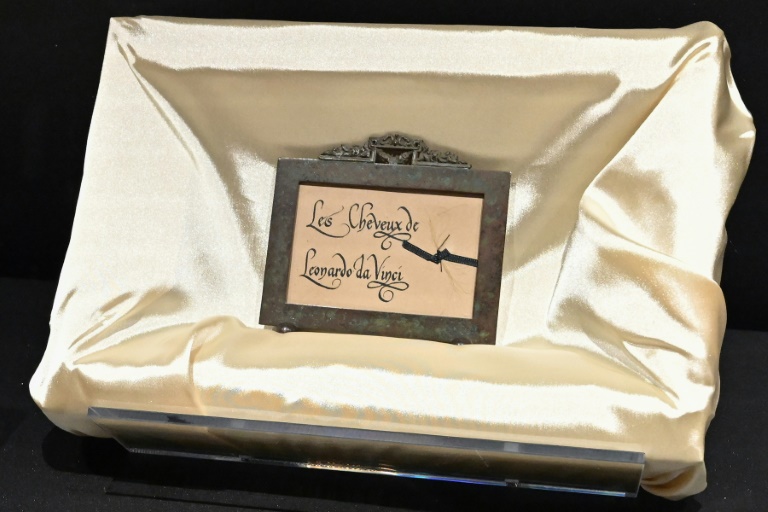 Les Cheveux de
Leonardo da Vinci